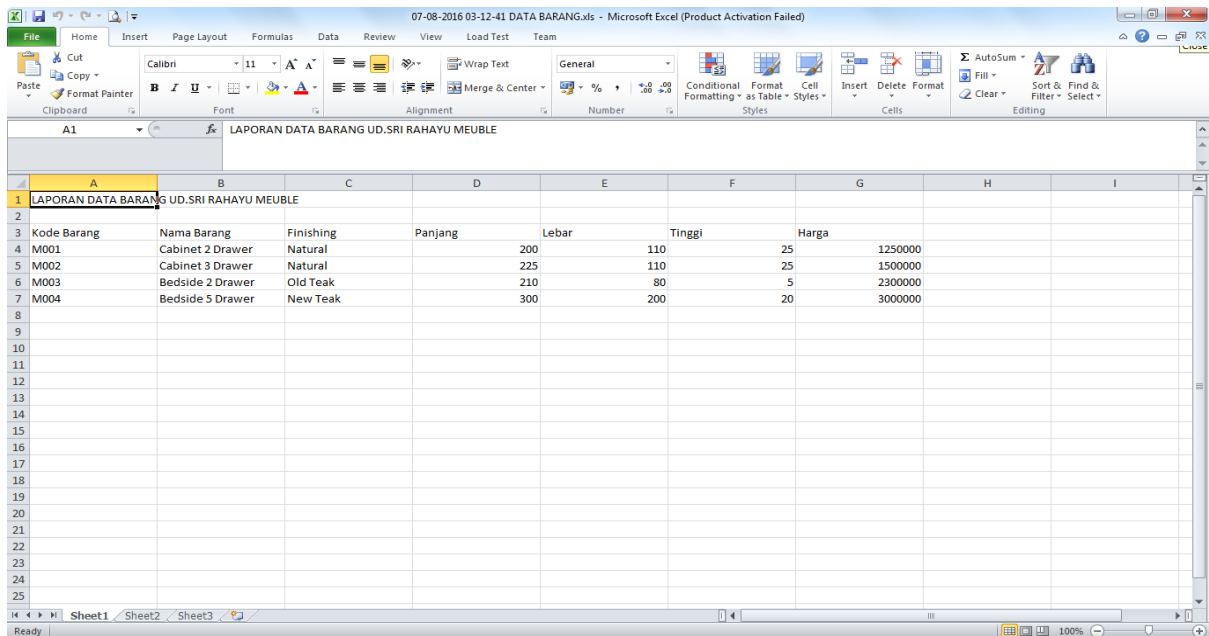 07-08-2016 03-12-41 DATA BARANG.xls - Microsoft Excel (Product Activation Failed)
File Home Insert Page Layout Formulas Data Review View Load Test Team
Close
Paste
Cut
Copy
Format Painter
Clipboard
Calibri 11
B I U
Font
Wrap Text
Merge & Center
Alignment
General
% ,
Number
Conditional Formatting
Format as Table
Cell Styles
Styles
Insert Delete Format
Cells
Σ AutoSum
Fill
Clear
Sort & Filter
Find & Select
Editing
A1 fx LAPORAN DATA BARANG UD.SRI RAHAYU MEUBLE
A B C D E F G H I
1 LAPORAN DATA BARANG UD.SRI RAHAYU MEUBLE
2
3 Kode Barang Nama Barang Finishing Panjang Lebar Tinggi Harga
4 M001 Cabinet 2 Drawer Natural 200 110 25 1250000
5 M002 Cabinet 3 Drawer Natural 225 110 25 1500000
6 M003 Bedside 2 Drawer Old Teak 210 80 5 2300000
7 M004 Bedside 5 Drawer New Teak 300 200 20 3000000
8
9
10
11
12
13
14
15
16
17
18
19
20
21
22
23
24
25
Sheet1 Sheet2 Sheet3
Ready 100%